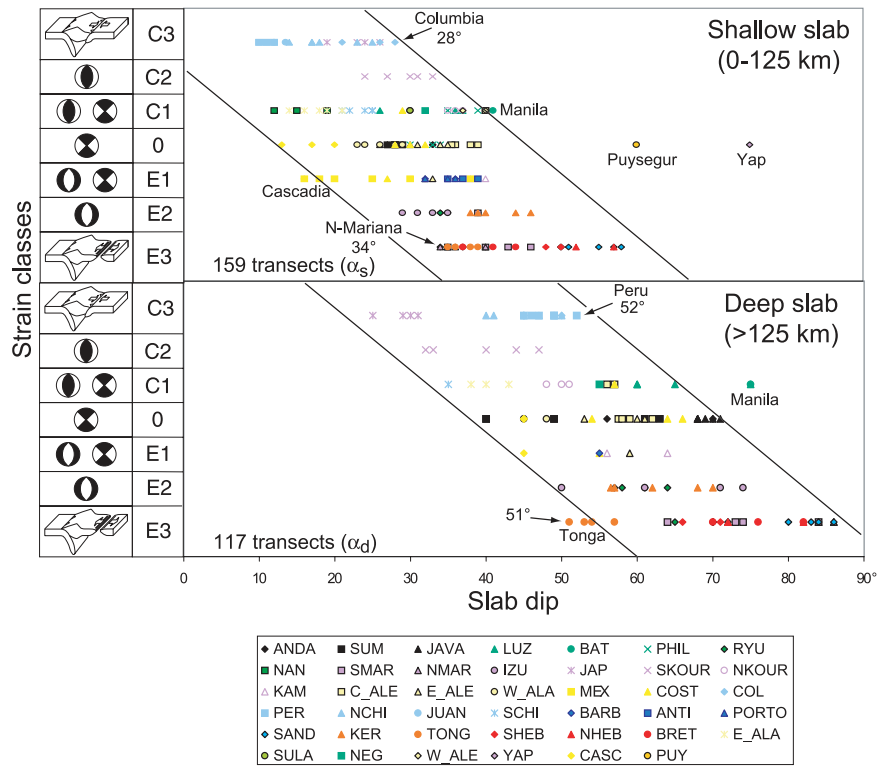 Strain classes
C3
C2
C1
0
E1
E2
E3
Columbia
28°
Shallow slab
(0-125 km)
Manila
Puysegur
Yap
Cascadia
N-Mariana
34°
159 transects (αs)
C3
C2
C1
0
E1
E2
E3
Peru
52°
Deep slab
(>125 km)
Manila
51°
Tonga
117 transects (αd)
0 10 20 30 40 50 60 70 80 90°
Slab dip
ANDA SUM JAVA LUZ BAT PHIL RYU
NAN SMAR NMAR IZU JAP SKOUR NKOUR
KAM C_ALE E_ALE W_ALA MEX COST COL
PER NCHI JUAN SCHI BARB ANTI PORTO
SAND KER TONG SHEB NHEB BRET E_ALA
SULA NEG W_ALE YAP CASC PUY